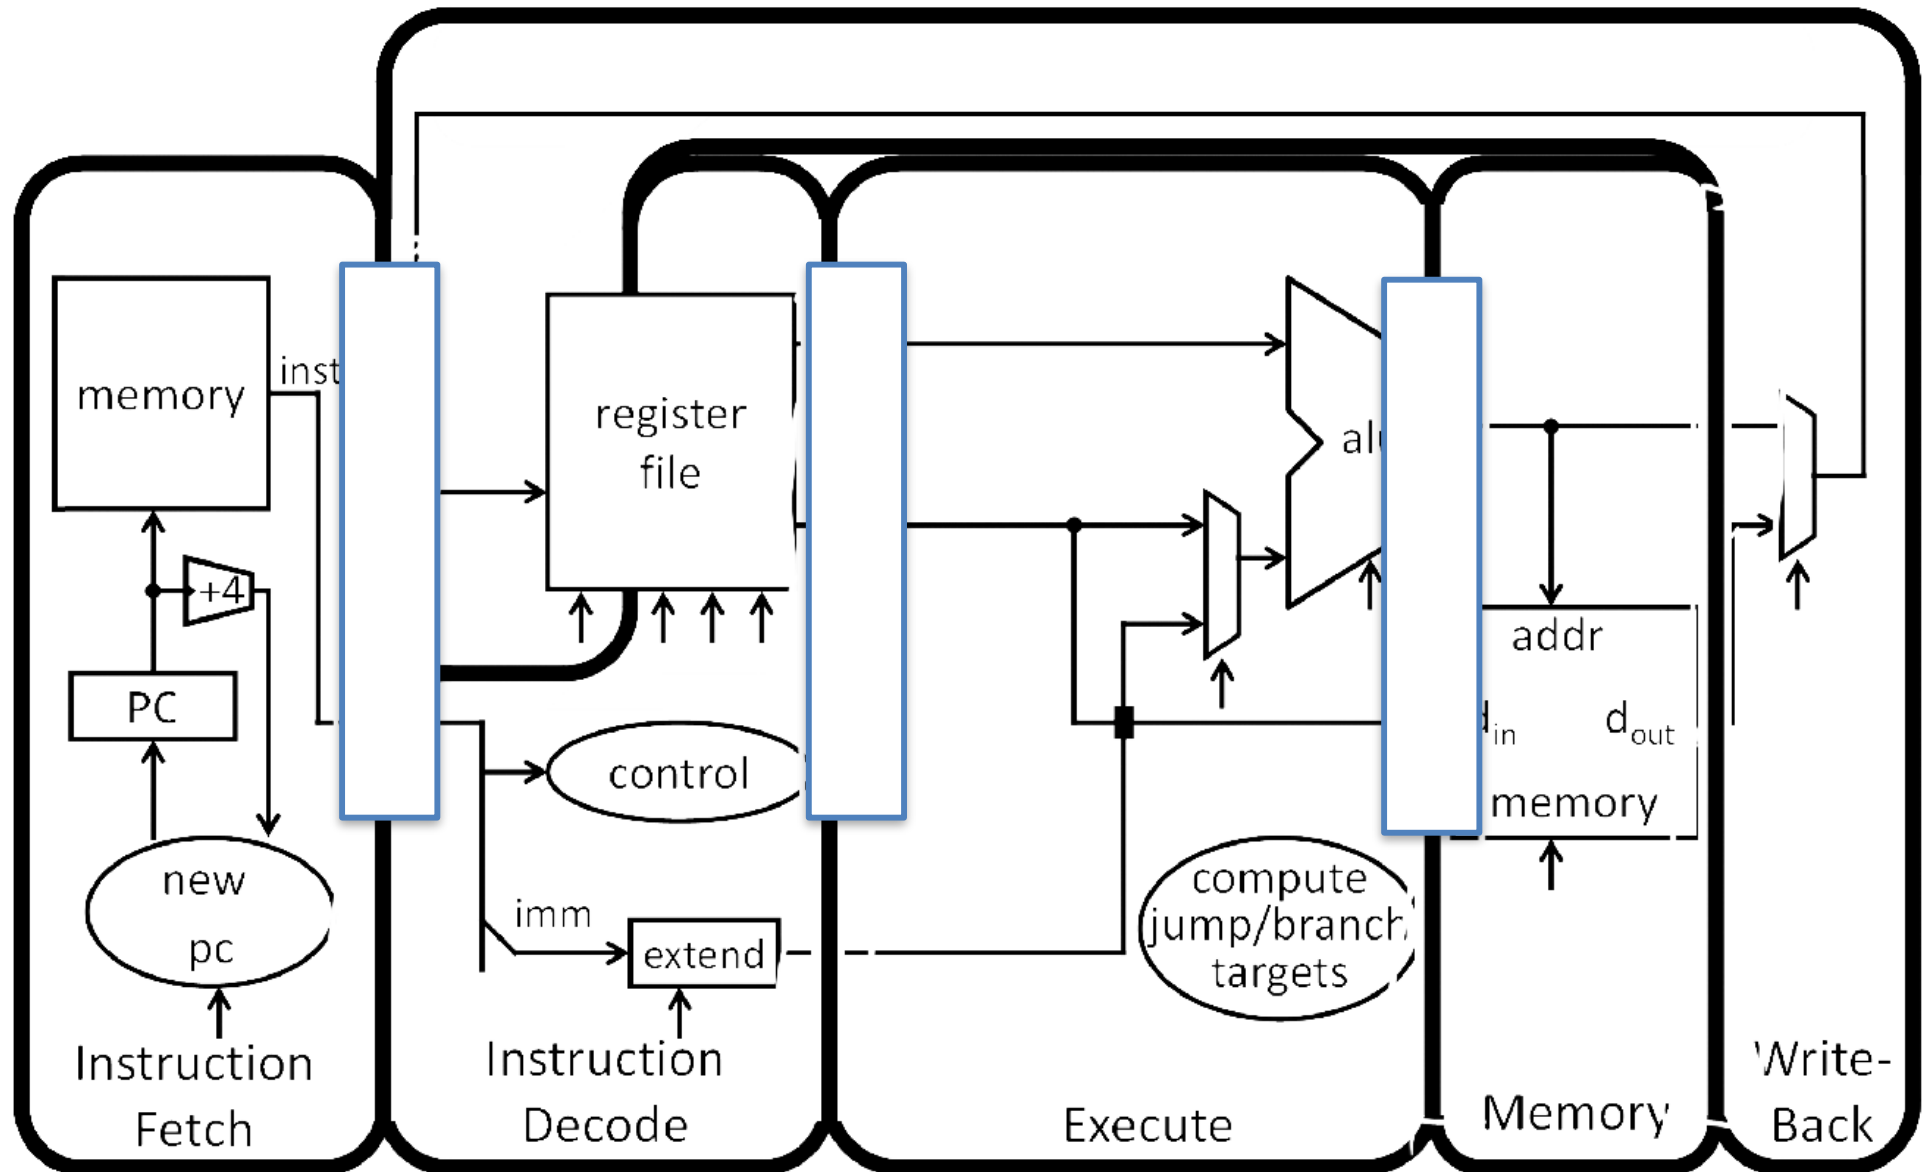 memory
inst
+4
PC
new
pc
Instruction
Fetch
register
file
control
imm
extend
Instruction
Decode
alu
compute
jump/branch
targets
Execute
addr
din
dout
memory
Memory
Write-
Back